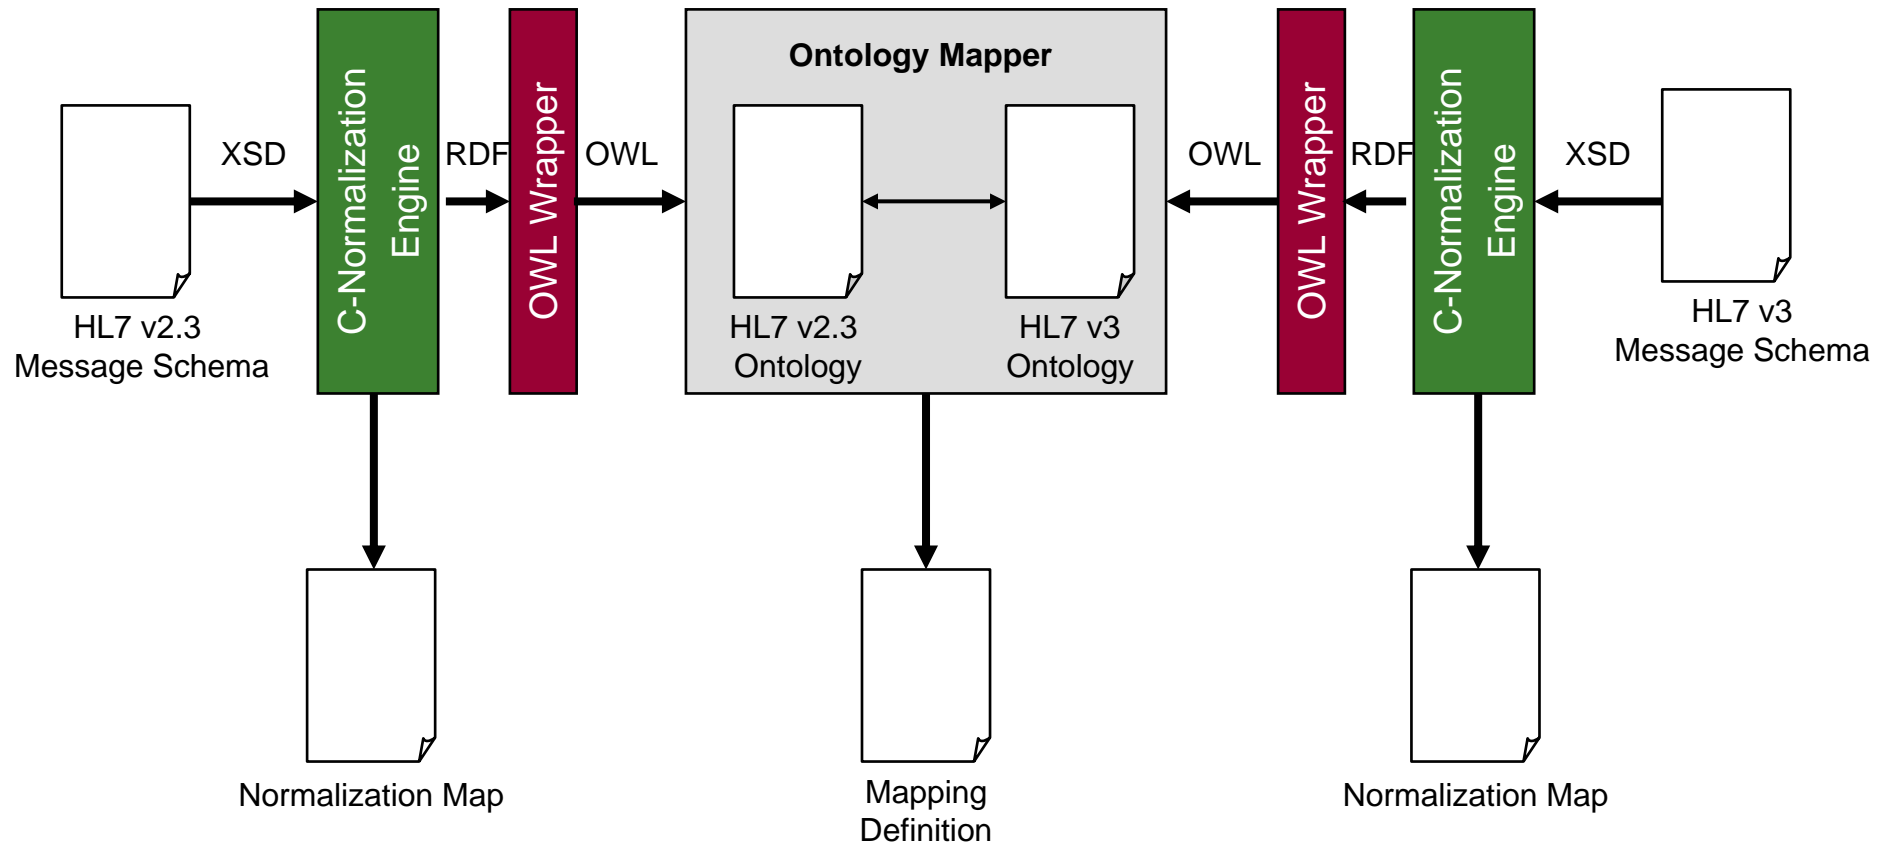 Ontology Mapper
XSD
C-Normalization
Engine
RDF
OWL Wrapper
OWL
OWL
OWL Wrapper
RDF
C-Normalization
Engine
XSD
HL7 v2.3
Message Schema
HL7 v2.3
Ontology
HL7 v3
Ontology
HL7 v3
Message Schema
Normalization Map
Mapping
Definition
Normalization Map